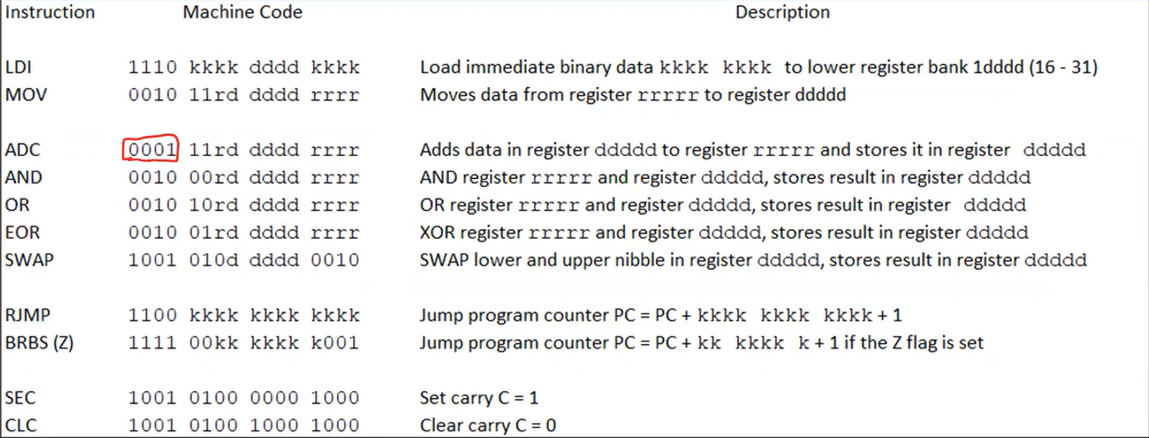 Instruction Machine Code Description
LDI 1110 kkkk dddd kkkk Load immediate binary data kkkk kkkk to lower register bank 1dddd (16 - 31)
MOV 0010 11rd dddd rrrr Moves data from register rrrrr to register ddddd
ADC 0001 11rd dddd rrrr Adds data in register ddddd to register rrrrr and stores it in register ddddd
AND 0010 00rd dddd rrrr AND register rrrrr and register ddddd, stores result in register ddddd
OR 0010 10rd dddd rrrr OR register rrrrr and register ddddd, stores result in register ddddd
EOR 0010 01rd dddd rrrr XOR register rrrrr and register ddddd, stores result in register ddddd
SWAP 1001 010d dddd 0010 SWAP lower and upper nibble in register ddddd, stores result in register ddddd
RJMP 1100 kkkk kkkk kkkk Jump program counter PC = PC + kkkk kkkk kkkk + 1
BRBS (Z) 1111 00kk kkkk k001 Jump program counter PC = PC + kk kkkk k + 1 if the Z flag is set
SEC 1001 0100 0000 1000 Set carry C = 1
CLC 1001 0100 1000 1000 Clear carry C = 0